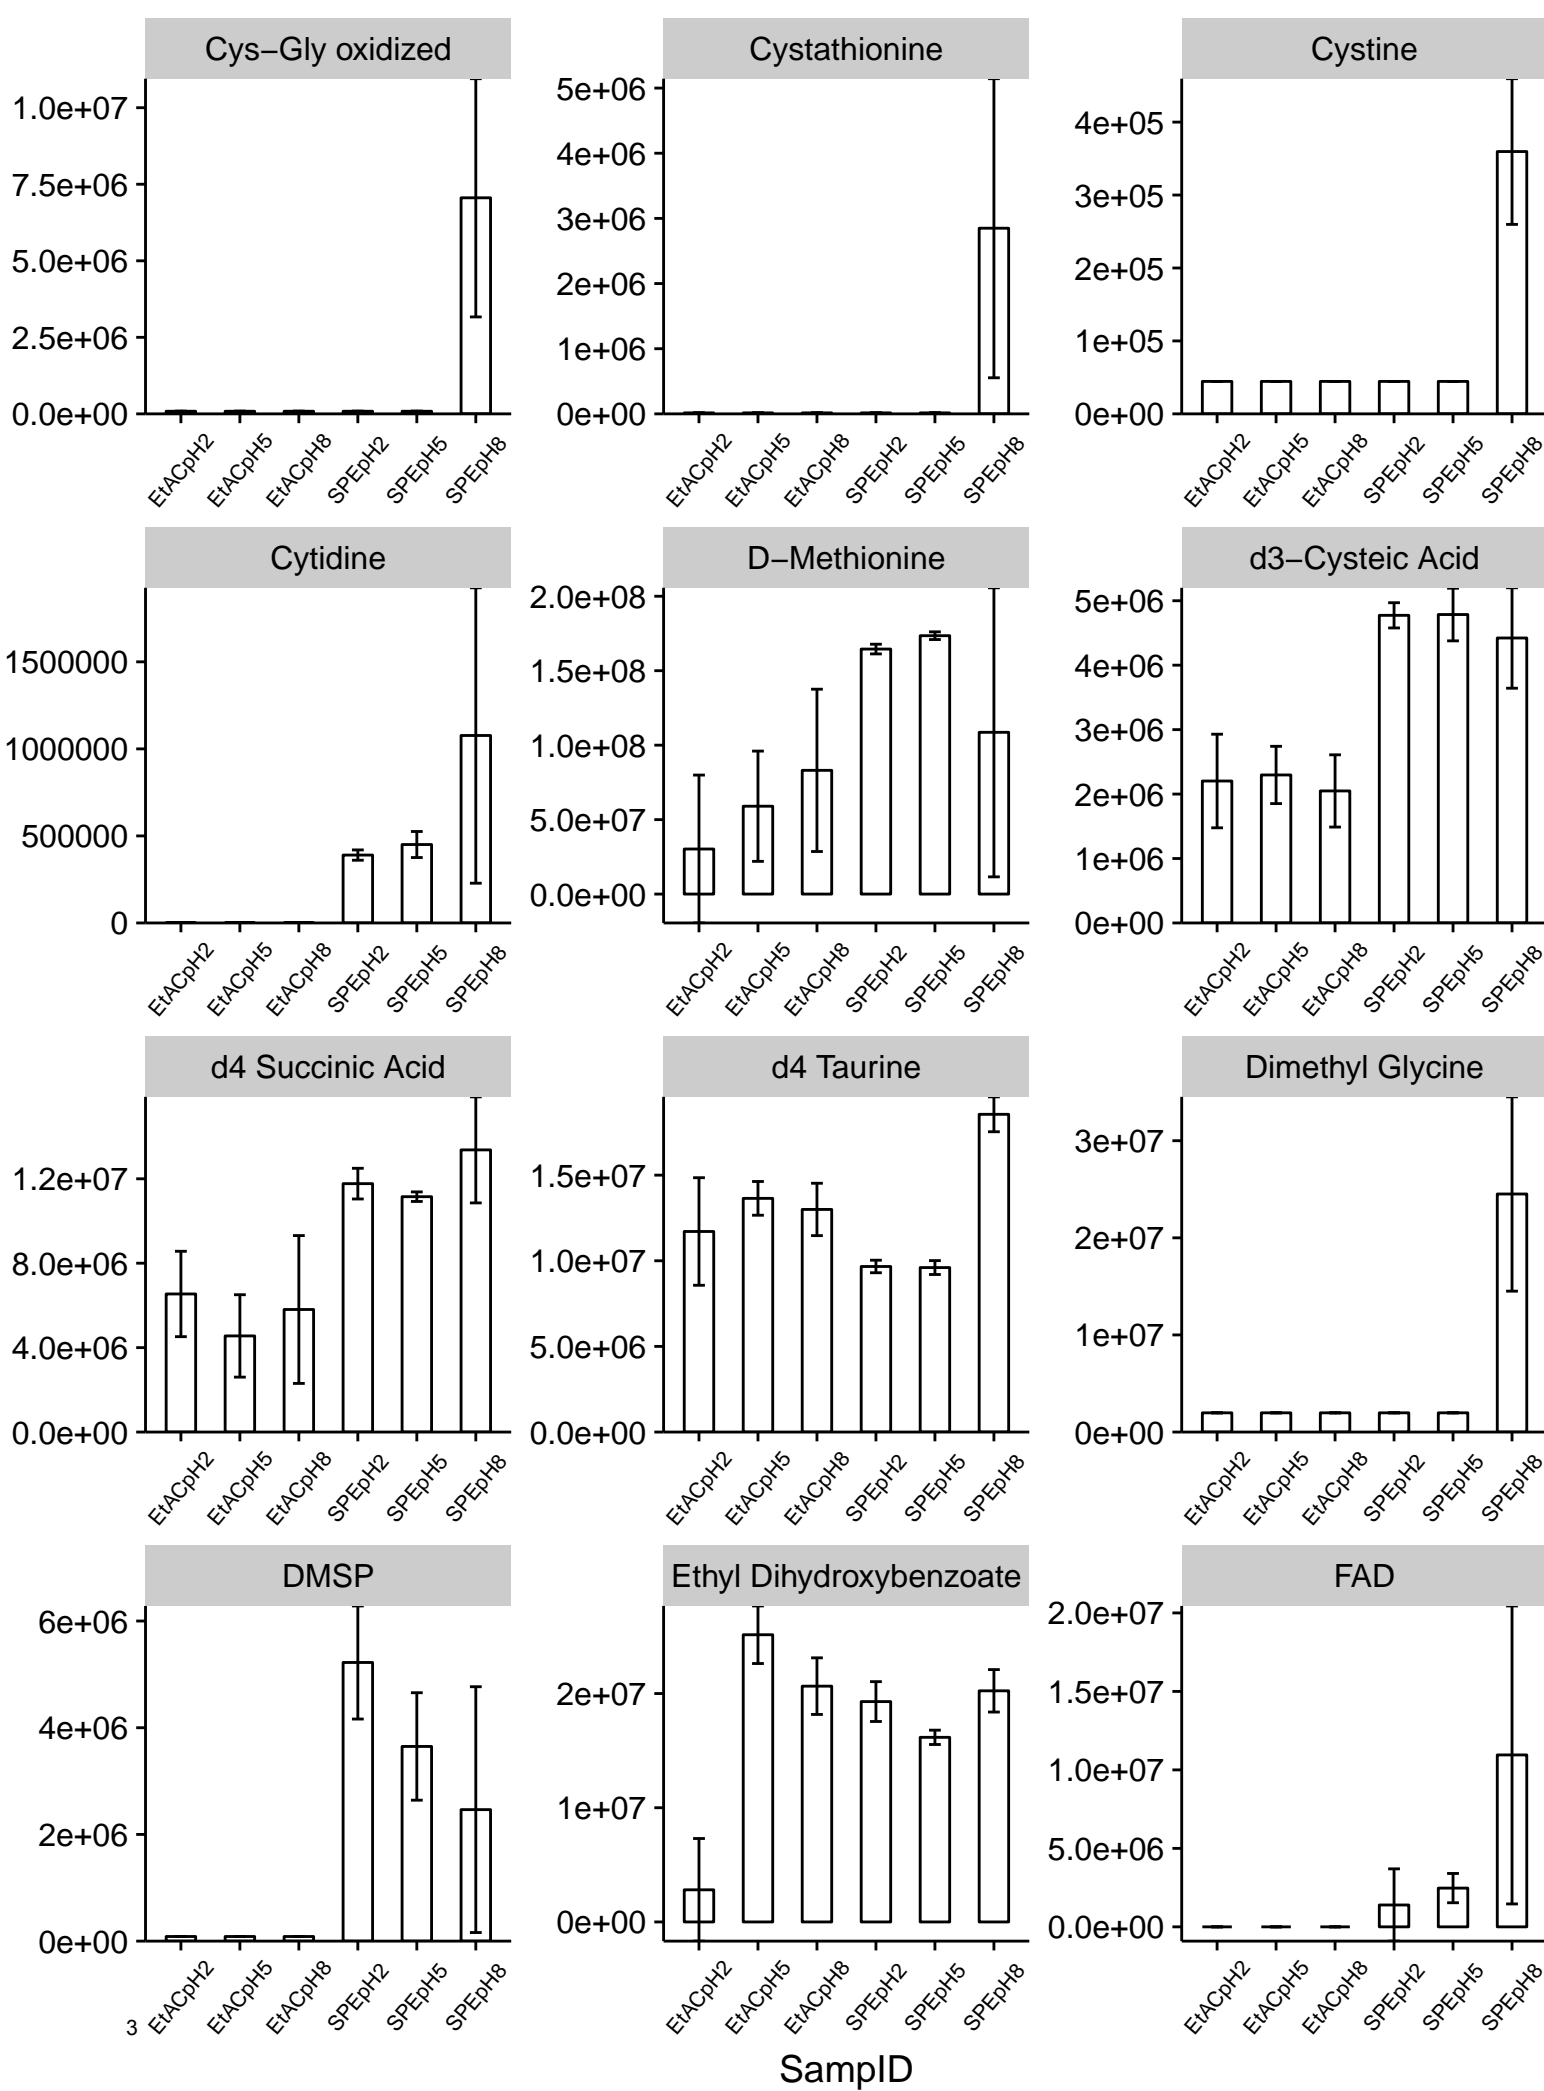 Cys−Gly oxidized
1.0e+07
7.5e+06
5.0e+06
2.5e+06
0.0e+00
EtACpH2 EtACpH5 EtACpH8 SPEpH2 SPEpH5 SPEpH8
Cystathionine
5e+06
4e+06
3e+06
2e+06
1e+06
0e+00
EtACpH2 EtACpH5 EtACpH8 SPEpH2 SPEpH5 SPEpH8
Cystine
4e+05
3e+05
2e+05
1e+05
0e+00
EtACpH2 EtACpH5 EtACpH8 SPEpH2 SPEpH5 SPEpH8
Cytidine
1500000
1000000
500000
0
EtACpH2 EtACpH5 EtACpH8 SPEpH2 SPEpH5 SPEpH8
D−Methionine
2.0e+08
1.5e+08
1.0e+08
5.0e+07
0.0e+00
EtACpH2 EtACpH5 EtACpH8 SPEpH2 SPEpH5 SPEpH8
d3−Cysteic Acid
5e+06
4e+06
3e+06
2e+06
1e+06
0e+00
EtACpH2 EtACpH5 EtACpH8 SPEpH2 SPEpH5 SPEpH8
d4 Succinic Acid
1.2e+07
8.0e+06
4.0e+06
0.0e+00
EtACpH2 EtACpH5 EtACpH8 SPEpH2 SPEpH5 SPEpH8
d4 Taurine
1.5e+07
1.0e+07
5.0e+06
0.0e+00
EtACpH2 EtACpH5 EtACpH8 SPEpH2 SPEpH5 SPEpH8
Dimethyl Glycine
3e+07
2e+07
1e+07
0e+00
EtACpH2 EtACpH5 EtACpH8 SPEpH2 SPEpH5 SPEpH8
DMSP
6e+06
4e+06
2e+06
0e+00
EtACpH2 EtACpH5 EtACpH8 SPEpH2 SPEpH5 SPEpH8
Ethyl Dihydroxybenzoate
2e+07
1e+07
0e+00
EtACpH2 EtACpH5 EtACpH8 SPEpH2 SPEpH5 SPEpH8
FAD
2.0e+07
1.5e+07
1.0e+07
5.0e+06
0.0e+00
EtACpH2 EtACpH5 EtACpH8 SPEpH2 SPEpH5 SPEpH8
3
SampID